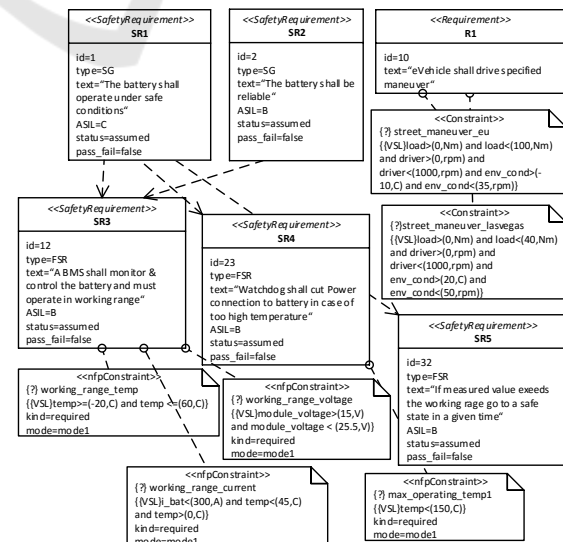 <<SafetyRequirement>>
SR1
id=1
type=SG
text="The battery shall
operate under safe
conditions"
ASIL=C
status=assumed
pass_fail=false
<<SafetyRequirement>>
SR2
id=2
type=SG
text="The battery shall be
reliable"
ASIL=B
status=assumed
pass_fail=false
<<Requirement>>
R1
id=10
text="eVehicle shall drive specified
maneuver"
<<Constraint>>
{?} street_maneuver_eu
{{VSL}load>(0,Nm) and load<(100,Nm)
and driver>(0,rpm) and
driver<(1000,rpm) and env_cond>(-
10,C) and env_cond<(35,rpm)}
<<Constraint>>
{?}street_maneuver_lasvegas
{{VSL}load>(0,Nm) and load<(40,Nm)
and driver>(0,rpm) and
driver<(1000,rpm) and
env_cond>(20,C) and
env_cond<(50,rpm)}
<<SafetyRequirement>>
SR3
id=12
type=FSR
text="A BMS shall monitor &
control the battery and must
operate in working range"
ASIL=B
status=assumed
pass_fail=false
<<SafetyRequirement>>
SR4
id=23
type=FSR
text="Watchdog shall cut Power
connection to battery in case of
too high temperature"
ASIL=B
status=assumed
pass_fail=false
<<SafetyRequirement>>
SR5
id=32
type=FSR
text="If measured value exceeds
the working rage go to a safe
state in a given time"
ASIL=B
status=assumed
pass_fail=false
<<nfpConstraint>>
{?} working_range_temp
{{VSL}temp>=(-20,C) and temp <=(60,C}
kind=required
mode=mode1
<<nfpConstraint>>
{?} working_range_voltage
{{VSL}module_voltage>(15,V)
and module_voltage < (25.5,V)}
kind=required
mode=mode1
<<nfpConstraint>>
{?} working_range_current
{{VSL}i_bat<(300,A) and temp<(45,C)
and temp>(0,C)}
kind=required
mode=mode1
<<nfpConstraint>>
{?} max_operating_temp1
{{VSL}temp<(150,C)}
kind=required
mode=mode1